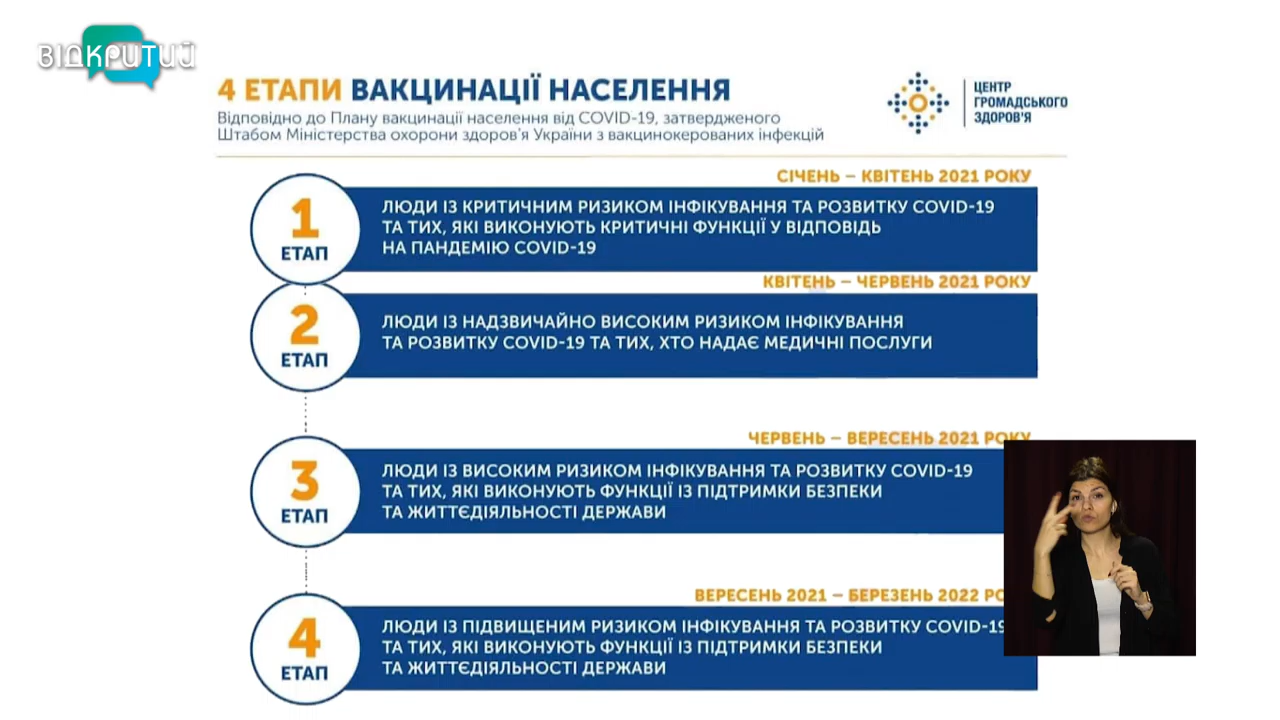 ВІДКРИТИЙ
4 ЕТАПИ ВАКЦИНАЦІЇ НАСЕЛЕННЯ
Відповідно до Плану вакцинації населення від COVID-19, затвердженого
Штабом Міністерства охорони здоров'я України з вакцинокерованих інфекцій
ЦЕНТР
ГРОМАДСЬКОГО
ЗДОРОВ'Я
СІЧЕНЬ – КВІТЕНЬ 2021 РОКУ
1
ЕТАП
ЛЮДИ ІЗ КРИТИЧНИМ РИЗИКОМ ІНФІКУВАННЯ ТА РОЗВИТКУ COVID-19
ТА ТИХ, ЯКІ ВИКОНУЮТЬ КРИТИЧНІ ФУНКЦІЇ У ВІДПОВІДЬ
НА ПАНДЕМІЮ COVID-19
КВІТЕНЬ – ЧЕРВЕНЬ 2021 РОКУ
2
ЕТАП
ЛЮДИ ІЗ НАДЗВИЧАЙНО ВИСОКИМ РИЗИКОМ ІНФІКУВАННЯ
ТА РОЗВИТКУ COVID-19 ТА ТИХ, ХТО НАДАЄ МЕДИЧНІ ПОСЛУГИ
ЧЕРВЕНЬ – ВЕРЕСЕНЬ 2021 РОКУ
3
ЕТАП
ЛЮДИ ІЗ ВИСОКИМ РИЗИКОМ ІНФІКУВАННЯ ТА РОЗВИТКУ COVID-19
ТА ТИХ, ЯКІ ВИКОНУЮТЬ ФУНКЦІЇ ІЗ ПІДТРИМКИ БЕЗПЕКИ
ТА ЖИТТЄДІЯЛЬНОСТІ ДЕРЖАВИ
ВЕРЕСЕНЬ 2021 – БЕРЕЗЕНЬ 2022 РО
4
ЕТАП
ЛЮДИ ІЗ ПІДВИЩЕНИМ РИЗИКОМ ІНФІКУВАННЯ ТА РОЗВИТКУ COVID-19
ТА ТИХ, ЯКІ ВИКОНУЮТЬ ФУНКЦІЇ ІЗ ПІДТРИМКИ БЕЗПЕКИ
ТА ЖИТТЄДІЯЛЬНОСТІ ДЕРЖАВИ